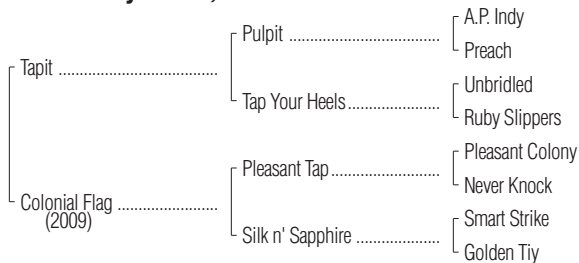 A.P. Indy
Pulpit ........................................
Preach
Tapit ..........................................
Unbridled
Tap Your Heels........................
Ruby Slippers
Pleasant Colony
Pleasant Tap.............................
Never Knock
Colonial Flag ..........................
(2009)
Smart Strike
Silk n' Sapphire ......................
Golden Tiy